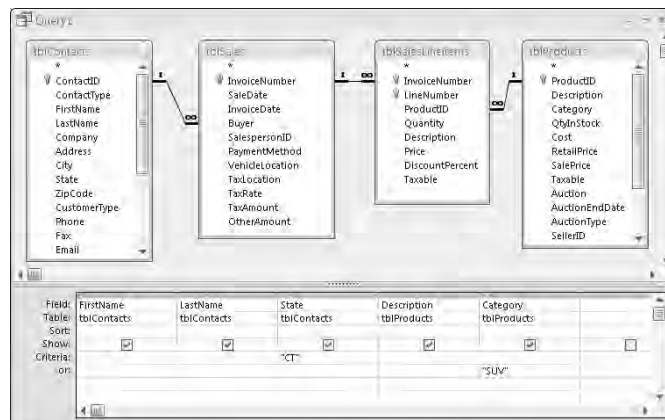 Query1
tblContacts
*
ContactID
ContactType
FirstName
LastName
Company
Address
City
State
ZipCode
CustomerType
Phone
Fax
Email
1
∞
tblSales
*
InvoiceNumber
SaleDate
InvoiceDate
Buyer
SalespersonID
PaymentMethod
VehicleLocation
TaxLocation
TaxRate
TaxAmount
OtherAmount
1
∞
tblSalesLineItems
*
InvoiceNumber
LineNumber
ProductID
Quantity
Description
Price
DiscountPercent
Taxable
1
∞
tblProducts
*
ProductID
Description
Category
QtyInStock
Cost
RetailPrice
SalePrice
Taxable
Auction
AuctionEndDate
AuctionType
SellerID
Field: FirstName LastName State Description Category
Table: tblContacts tblContacts tblContacts tblProducts tblProducts
Sort:
Show:
Criteria: "CT"
or: "SUV"